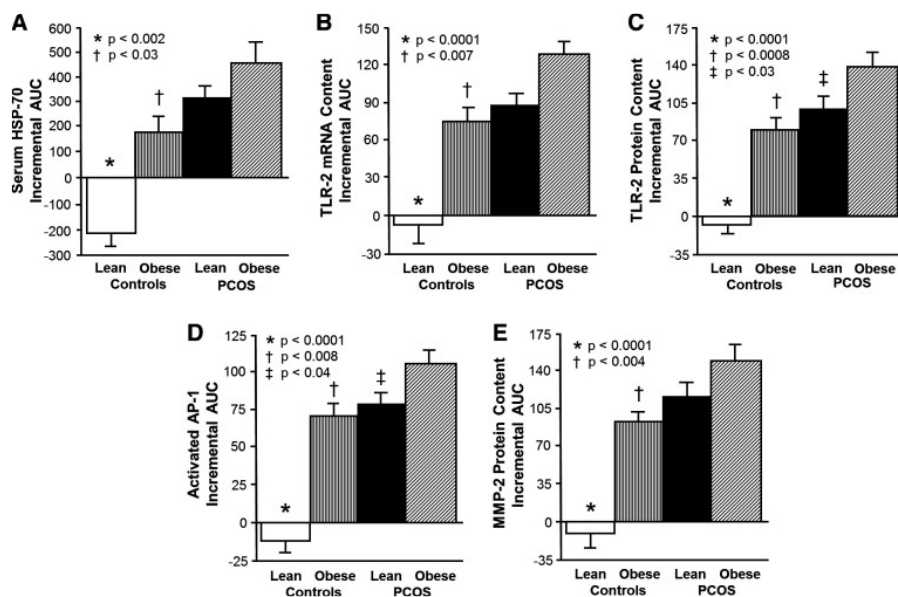 A
Serum HSP-70
Incremental AUC
600
500
400
300
200
100
0
-100
-200
-300
* p < 0.002
† p < 0.03
*
†
Lean Obese Lean Obese
Controls PCOS
B
TLR-2 mRNA Content
Incremental AUC
150
120
90
60
30
0
-30
* p < 0.0001
† p < 0.007
*
†
Lean Obese Lean Obese
Controls PCOS
C
TLR-2 Protein Content
Incremental AUC
175
140
105
70
35
0
-35
* p < 0.0001
† p < 0.0008
‡ p < 0.03
*
†
‡
Lean Obese Lean Obese
Controls PCOS
D
Activated AP-1
Incremental AUC
125
100
75
50
25
0
-25
* p < 0.0001
† p < 0.008
‡ p < 0.04
*
†
‡
Lean Obese Lean Obese
Controls PCOS
E
MMP-2 Protein Content
Incremental AUC
175
140
105
70
35
0
-35
* p < 0.0001
† p < 0.004
*
†
Lean Obese Lean Obese
Controls PCOS